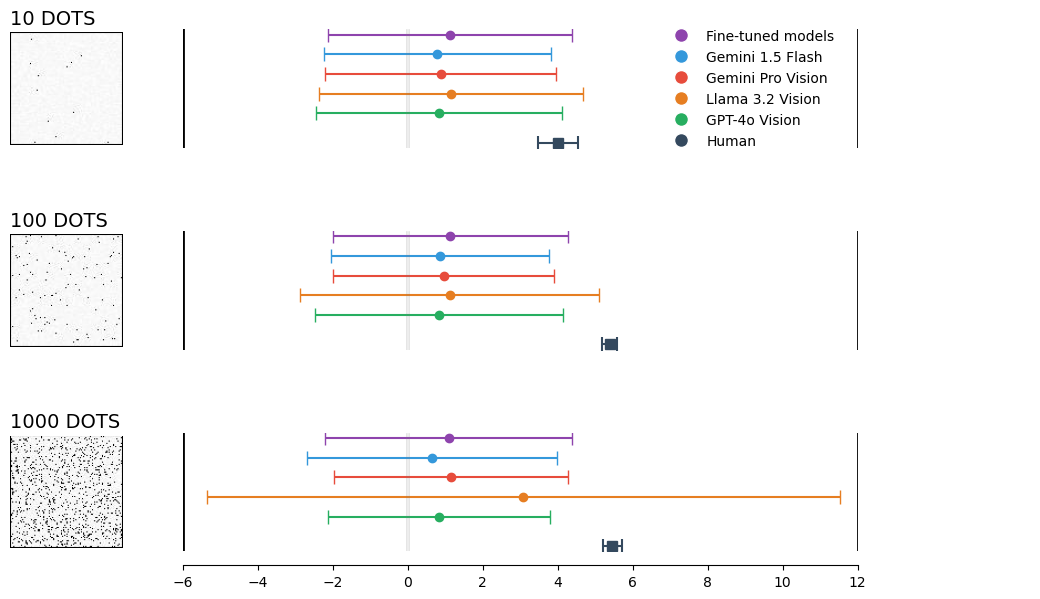 10 DOTS
Fine-tuned models
Gemini 1.5 Flash
Gemini Pro Vision
Llama 3.2 Vision
GPT-4o Vision
Human
100 DOTS
1000 DOTS
−6 −4 −2 0 2 4 6 8 10 12